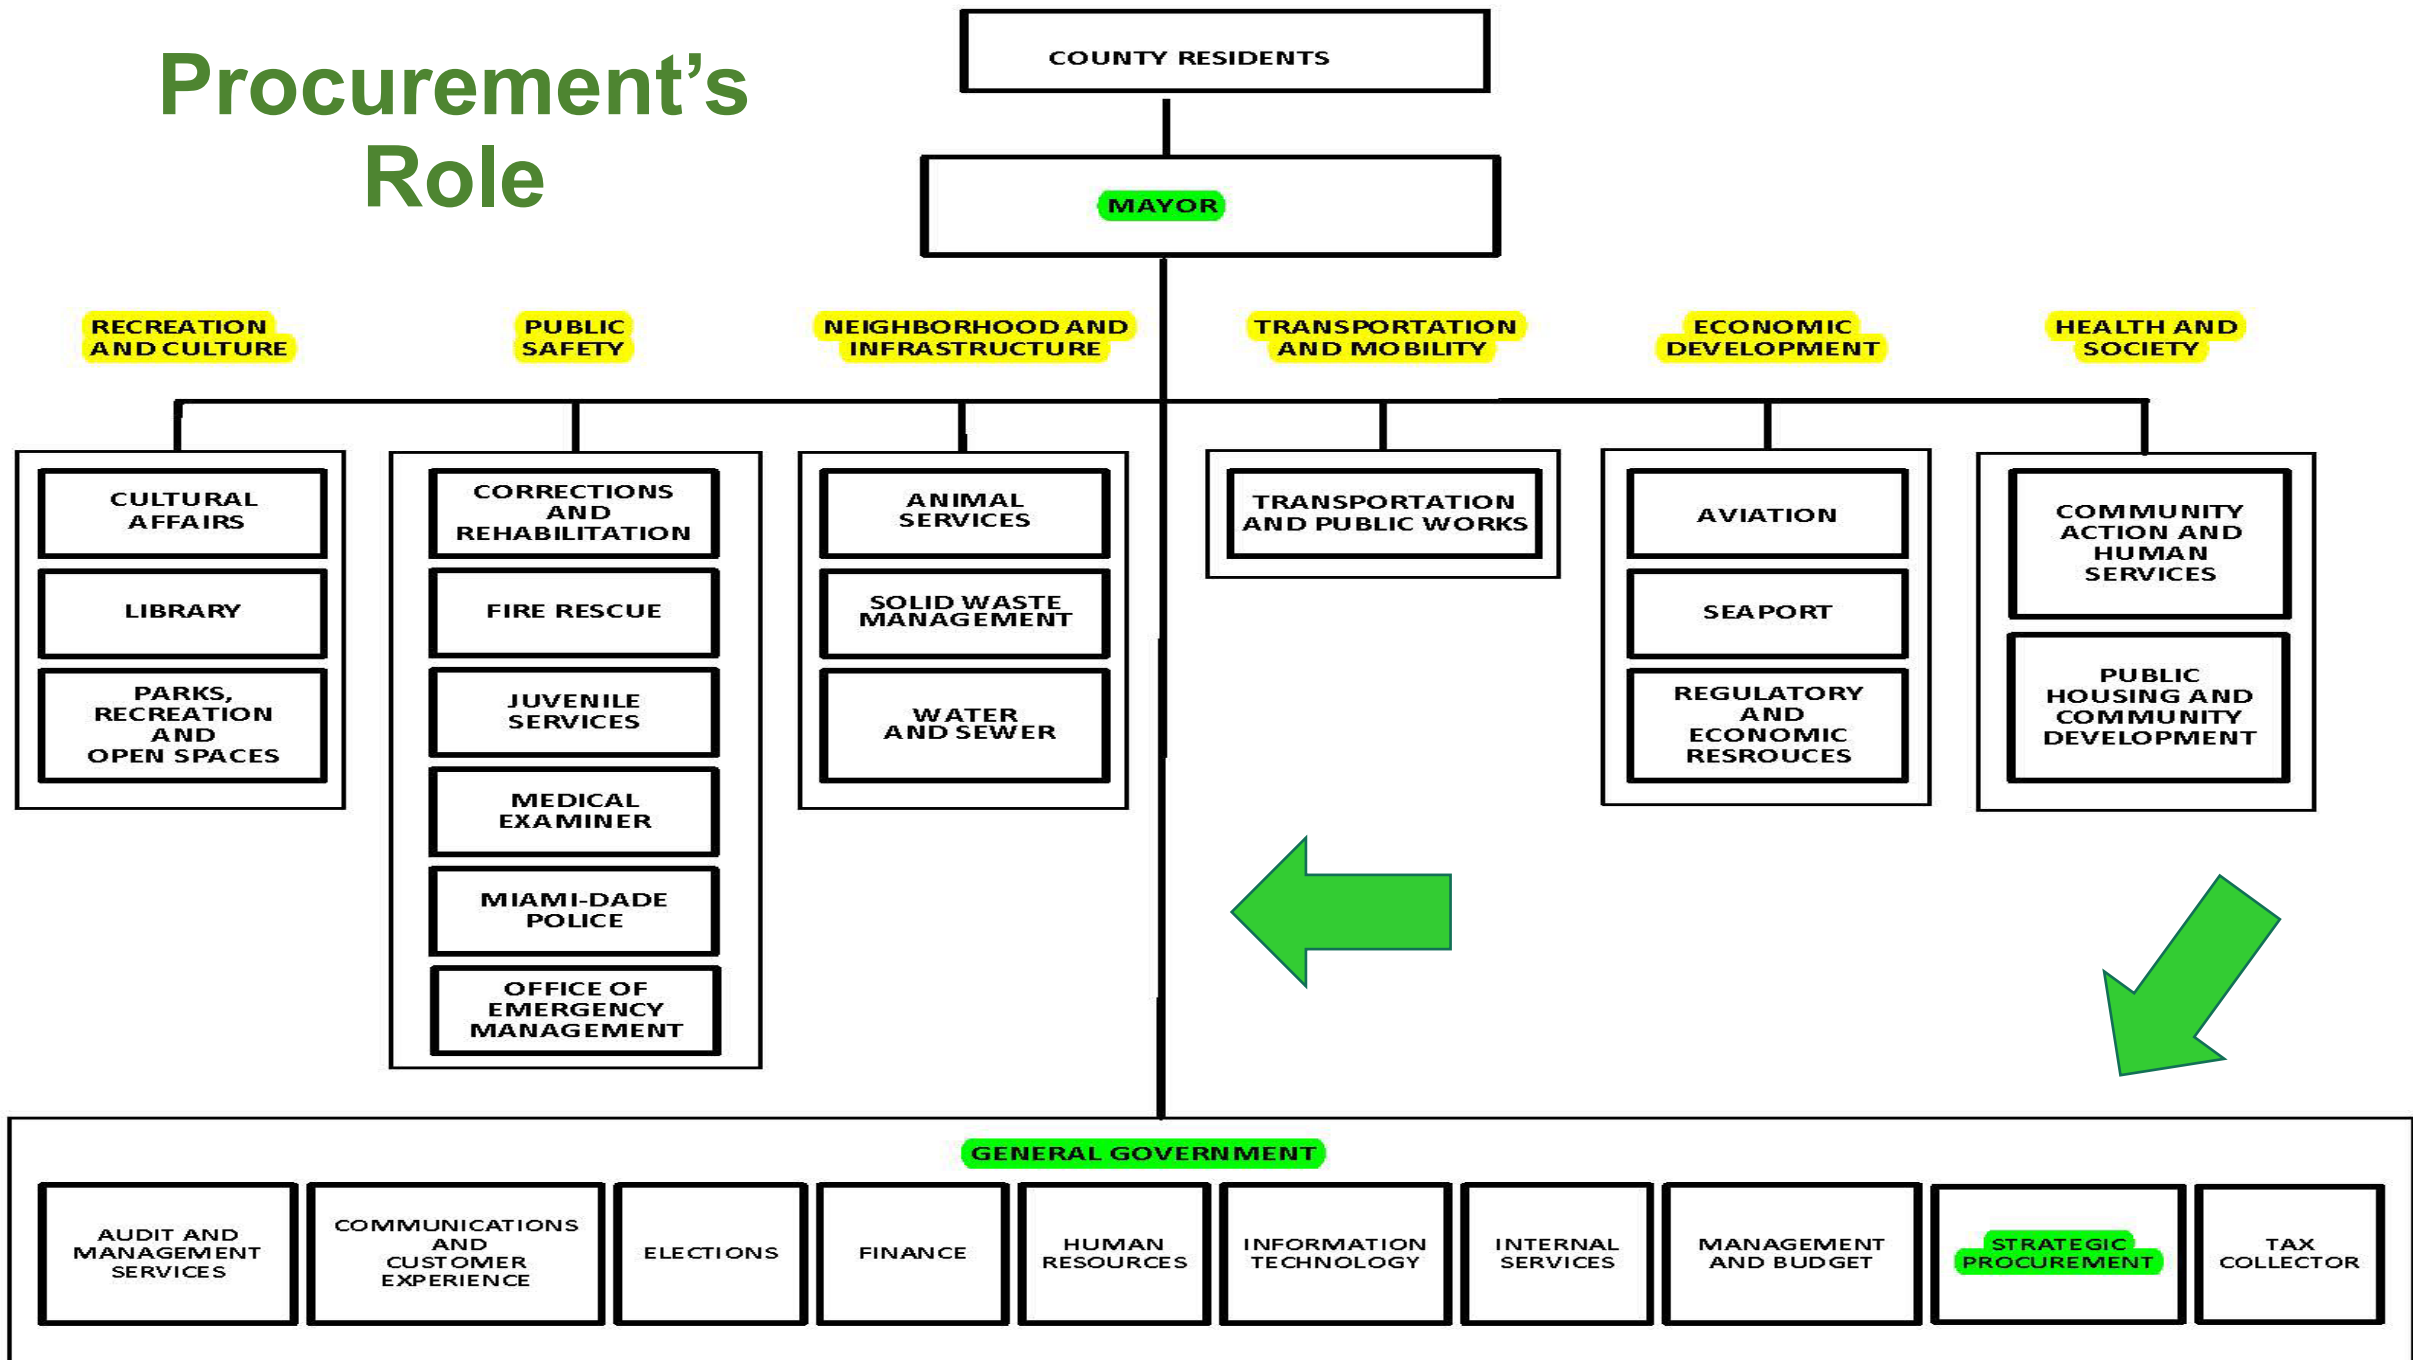 Procurement's
Role
COUNTY RESIDENTS
MAYOR
RECREATION
AND CULTURE
PUBLIC
SAFETY
NEIGHBORHOOD AND
INFRASTRUCTURE
TRANSPORTATION
AND MOBILITY
ECONOMIC
DEVELOPMENT
HEALTH AND
SOCIETY
CULTURAL
AFFAIRS
LIBRARY
PARKS,
RECREATION
AND
OPEN SPACES
CORRECTIONS
AND
REHABILITATION
FIRE RESCUE
JUVENILE
SERVICES
MEDICAL
EXAMINER
MIAMI-DADE
POLICE
OFFICE OF
EMERGENCY
MANAGEMENT
ANIMAL
SERVICES
SOLID WASTE
MANAGEMENT
WATER
AND SEWER
TRANSPORTATION
AND PUBLIC WORKS
AVIATION
SEAPORT
REGULATORY
AND
ECONOMIC
RESROUCES
COMMUNITY
ACTION AND
HUMAN
SERVICES
PUBLIC
HOUSING AND
COMMUNITY
DEVELOPMENT
GENERAL GOVERNMENT
AUDIT AND
MANAGEMENT
SERVICES
COMMUNICATIONS
AND
CUSTOMER
EXPERIENCE
ELECTIONS
FINANCE
HUMAN
RESOURCES
INFORMATION
TECHNOLOGY
INTERNAL
SERVICES
MANAGEMENT
AND BUDGET
STRATEGIC
PROCUREMENT
TAX
COLLECTOR